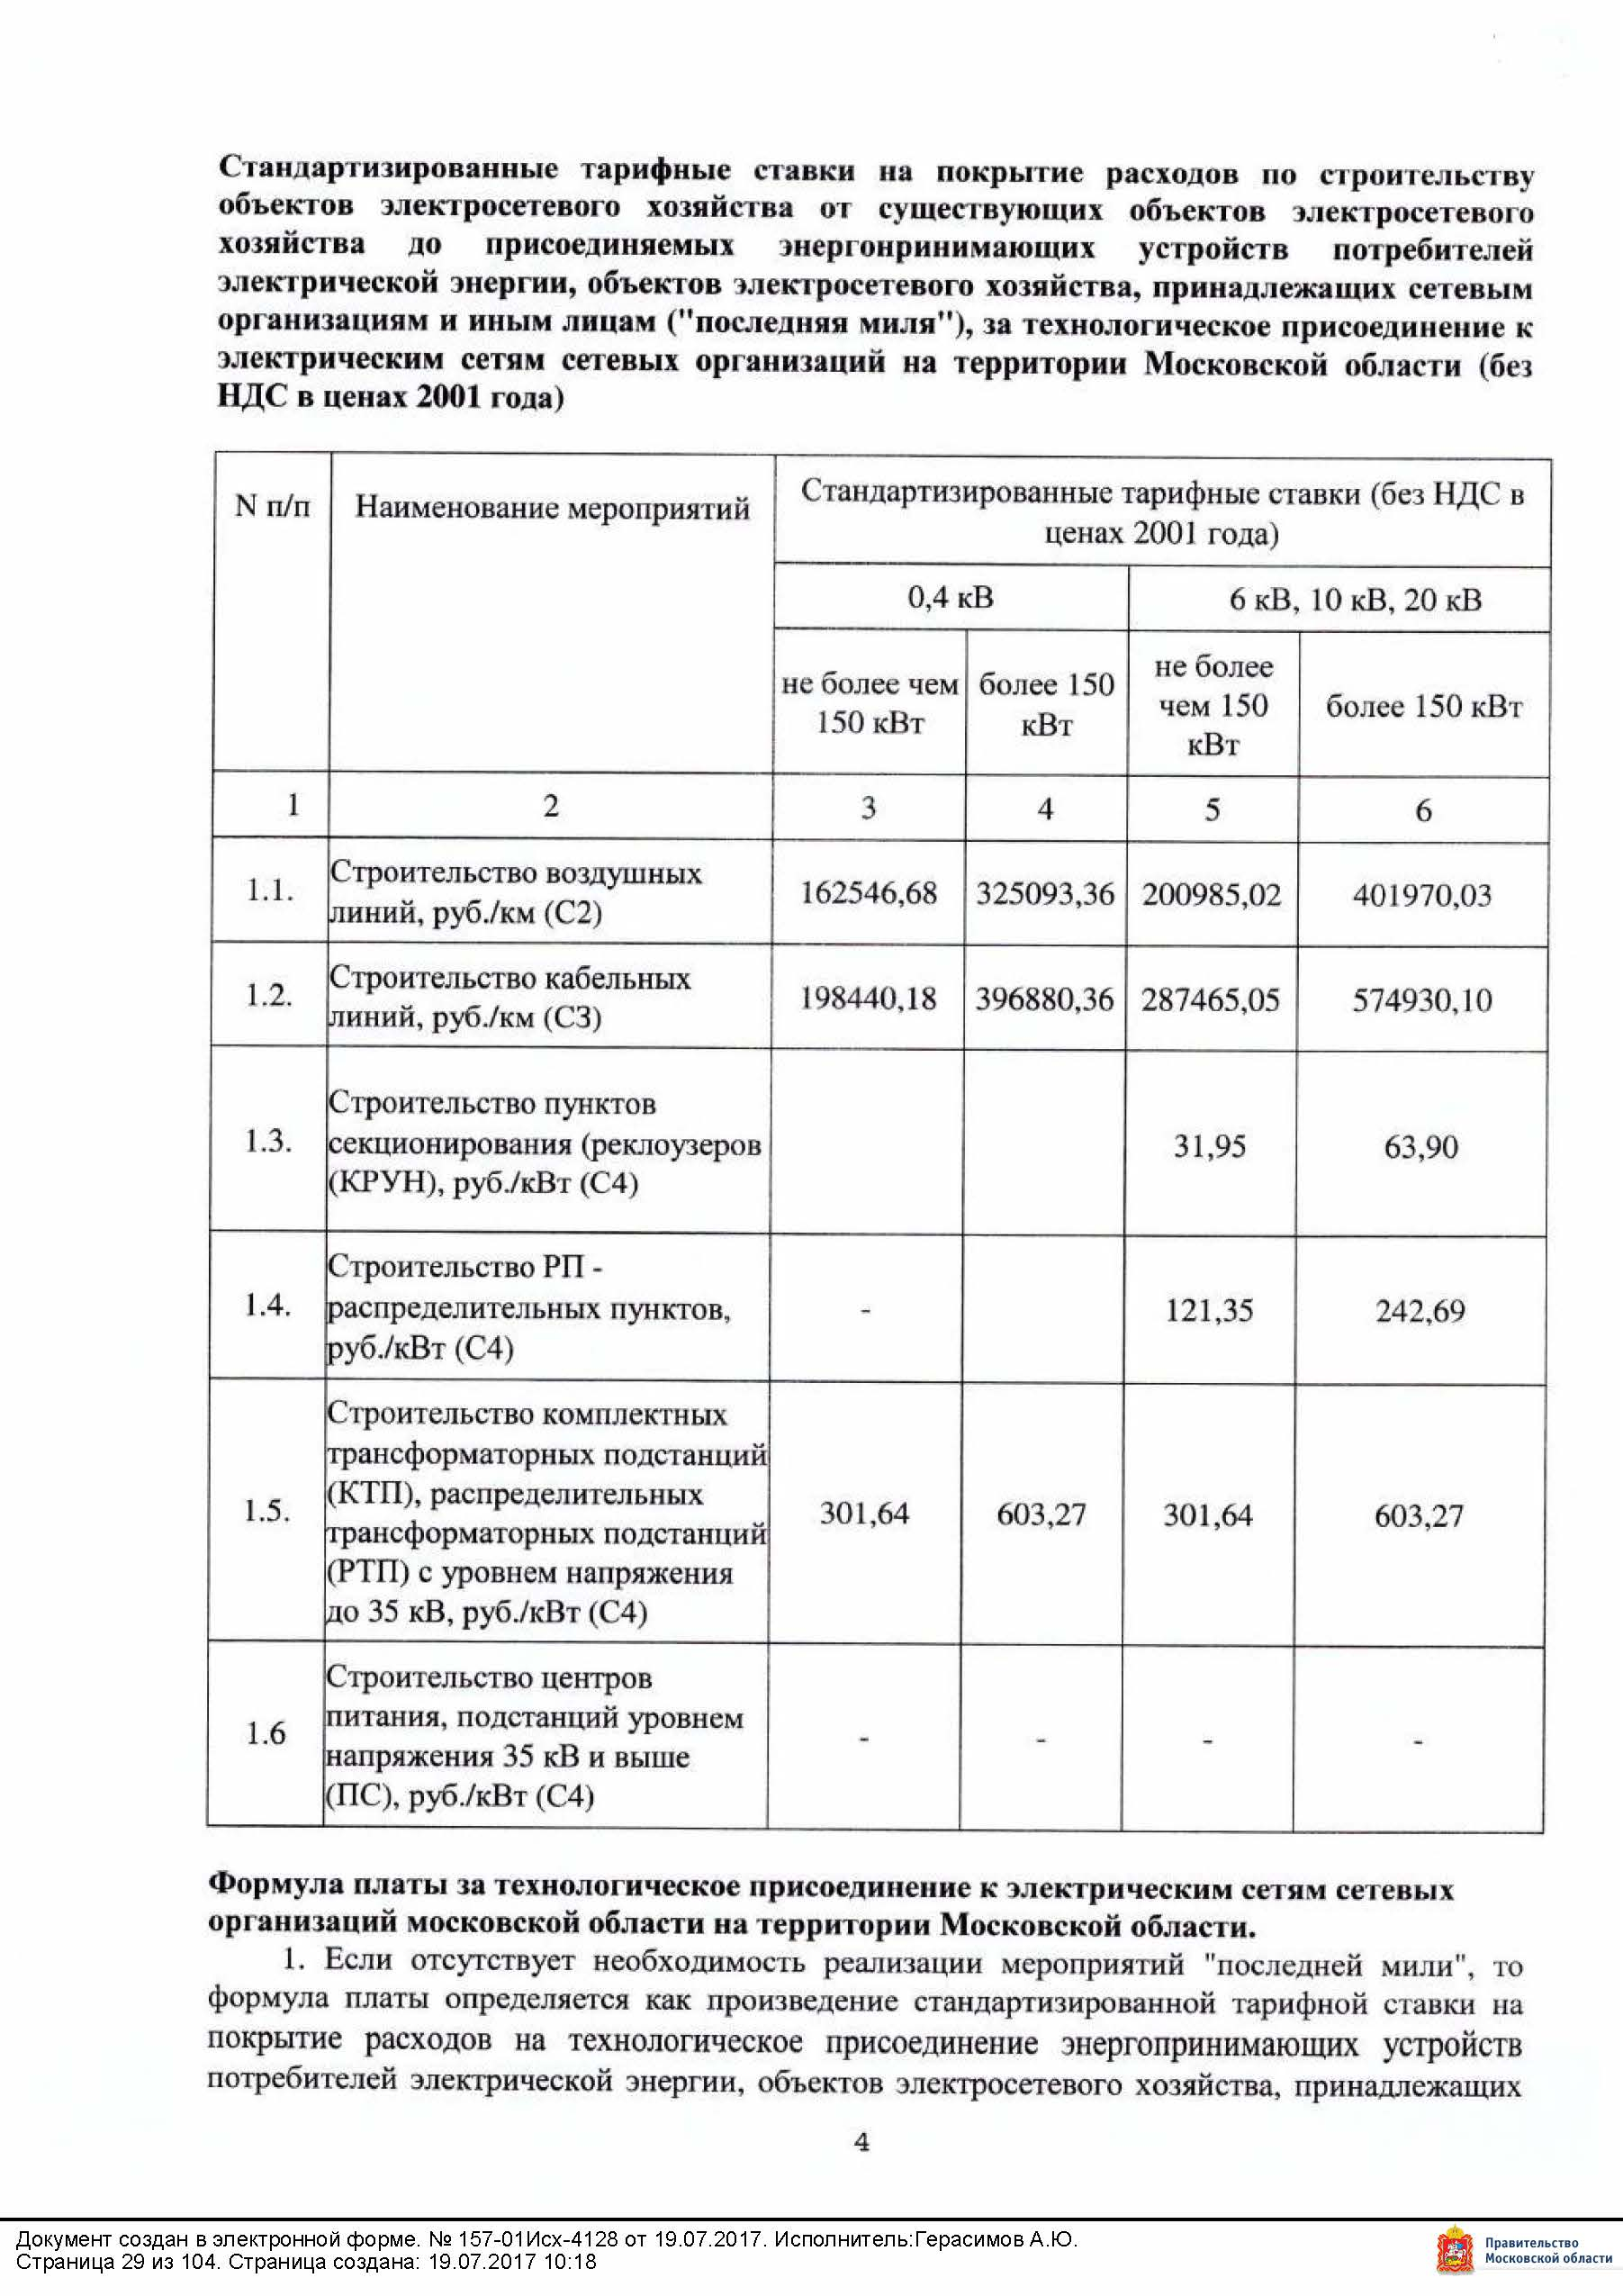 Стандартизированные тарифные ставки на покрытие расходов по строительству
объектов электросетевого хозяйства от существующих объектов электросетевого
хозяйства до присоединяемых энергопринимающих устройств потребителей
электрической энергии, объектов электросетевого хозяйства, принадлежащих сетевым
организациям и иным лицам ("последняя миля"), за технологическое присоединение к
электрическим сетям сетевых организаций на территории Московской области (без
НДС в ценах 2001 года)
N п/п
Наименование мероприятий
Стандартизированные тарифные ставки (без НДС в
ценах 2001 года)
0,4 кВ
6 кВ, 10 кВ, 20 кВ
не более чем
150 кВт
более 150
кВт
не более
чем 150
кВт
более 150 кВт
1 2 3 4 5 6
1.1.
Строительство воздушных
линий, руб./км (С2)
162546,68 325093,36 200985,02 401970,03
1.2.
Строительство кабельных
линий, руб./км (С3)
198440,18 396880,36 287465,05 574930,10
1.3.
Строительство пунктов
секционирования (реклоузеров
(КРУН), руб./кВт (С4)
31,95 63,90
1.4.
Строительство РП -
распределительных пунктов,
руб./кВт (С4)
- 121,35 242,69
1.5.
Строительство комплектных
трансформаторных подстанций
(КТП), распределительных
трансформаторных подстанций
(РТП) с уровнем напряжения
до 35 кВ, руб./кВт (С4)
301,64 603,27 301,64 603,27
1.6
Строительство центров
питания, подстанций уровнем
напряжения 35 кВ и выше
(ПС), руб./кВт (С4)
- - - -
Формула платы за технологическое присоединение к электрическим сетям сетевых
организаций московской области на территории Московской области.
1. Если отсутствует необходимость реализации мероприятий "последней мили", то
формула платы определяется как произведение стандартизированной тарифной ставки на
покрытие расходов на технологическое присоединение энергопринимающих устройств
потребителей электрической энергии, объектов электросетевого хозяйства, принадлежащих
4
Документ создан в электронной форме. № 157-01Исх-4128 от 19.07.2017. Исполнитель:Герасимов А.Ю.
Страница 29 из 104. Страница создана: 19.07.2017 10:18
Правительство
Московской области